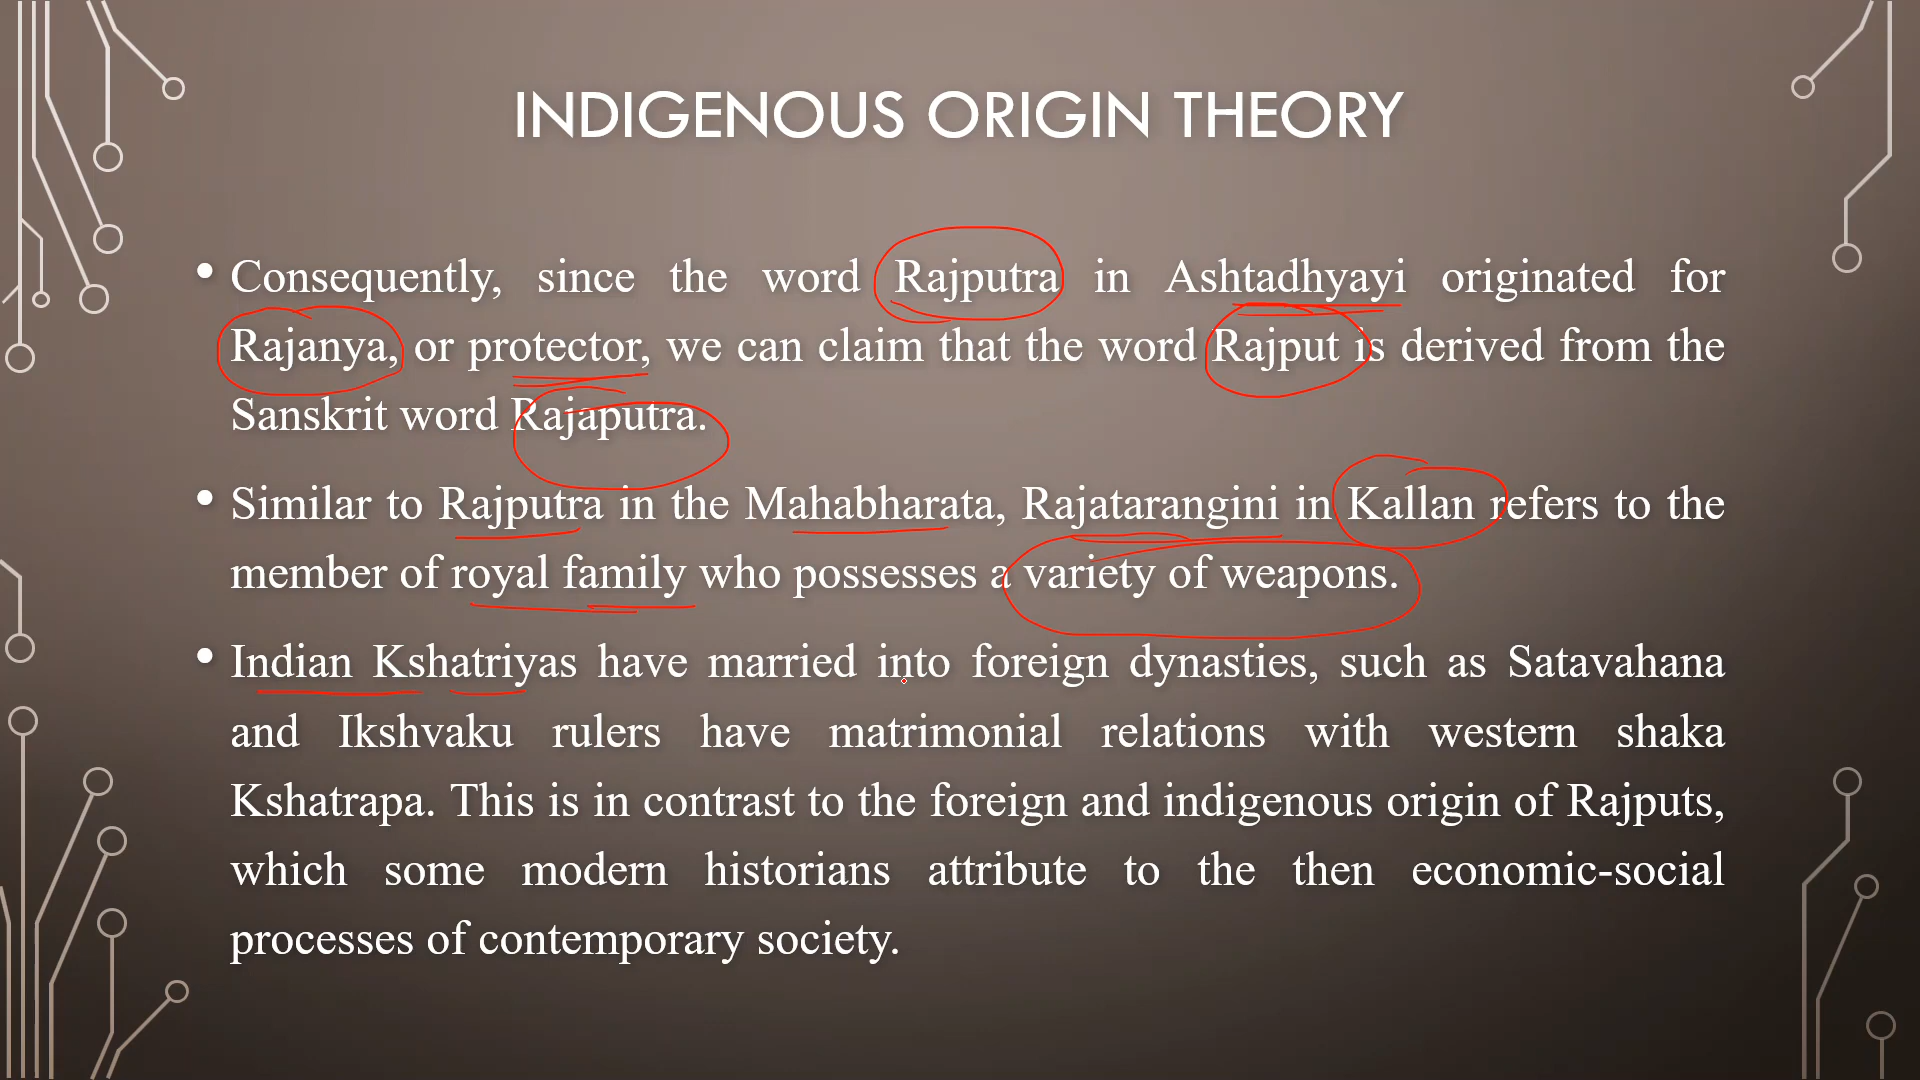 INDIGENOUS ORIGIN THEORY
• Consequently, since the word Rajputra in Ashtadhyayi originated for
Rajanya, or protector, we can claim that the word Rajput is derived from the
Sanskrit word Rajaputra.
• Similar to Rajputra in the Mahabharata, Rajatarangini in Kallan refers to the
member of royal family who possesses a variety of weapons.
• Indian Kshatriyas have married into foreign dynasties, such as Satavahana
and Ikshvaku rulers have matrimonial relations with western shaka
Kshatrapa. This is in contrast to the foreign and indigenous origin of Rajputs,
which some modern historians attribute to the then economic-social
processes of contemporary society.